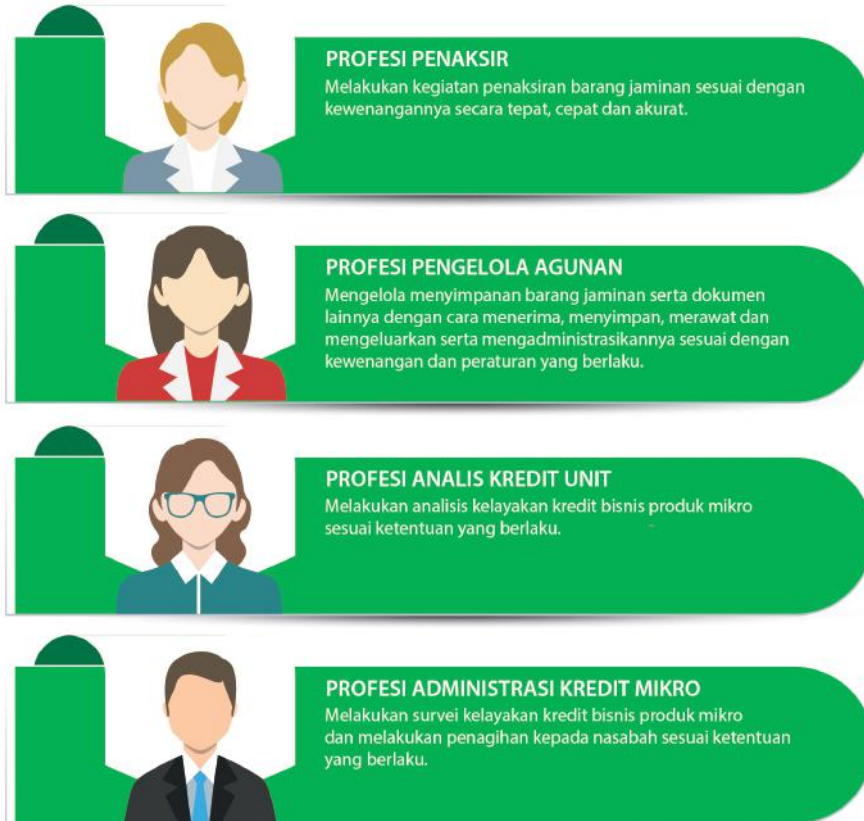 PROFESI PENAKSIR
Melakukan kegiatan penaksiran barang jaminan sesuai dengan
kewenangannya secara tepat, cepat dan akurat.
PROFESI PENGELOLA AGUNAN
Mengelola menyimpanan barang jaminan serta dokumen
lainnya dengan cara menerima, menyimpan, merawat dan
mengeluarkan serta mengadministrasikannya sesuai dengan
kewenangan dan peraturan yang berlaku.
PROFESI ANALIS KREDIT UNIT
Melakukan analisis kelayakan kredit bisnis produk mikro
sesuai ketentuan yang berlaku.
PROFESI ADMINISTRASI KREDIT MIKRO
Melakukan survei kelayakan kredit bisnis produk mikro
dan melakukan penagihan kepada nasabah sesuai ketentuan
yang berlaku.